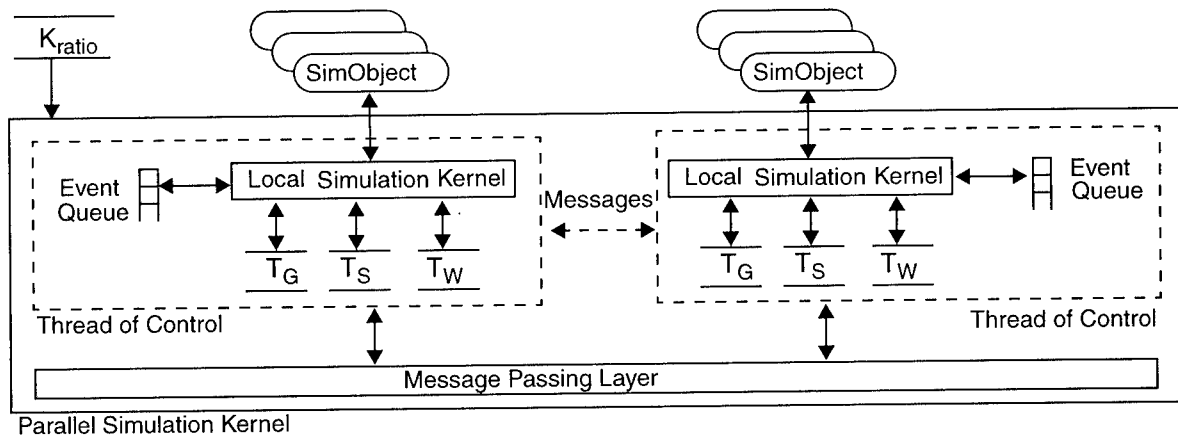 K_ratio
SimObject
SimObject
Event
Queue
Local Simulation Kernel
T_G
T_S
T_W
Thread of Control
Messages
Local Simulation Kernel
Event
Queue
T_G
T_S
T_W
Thread of Control
Message Passing Layer
Parallel Simulation Kernel